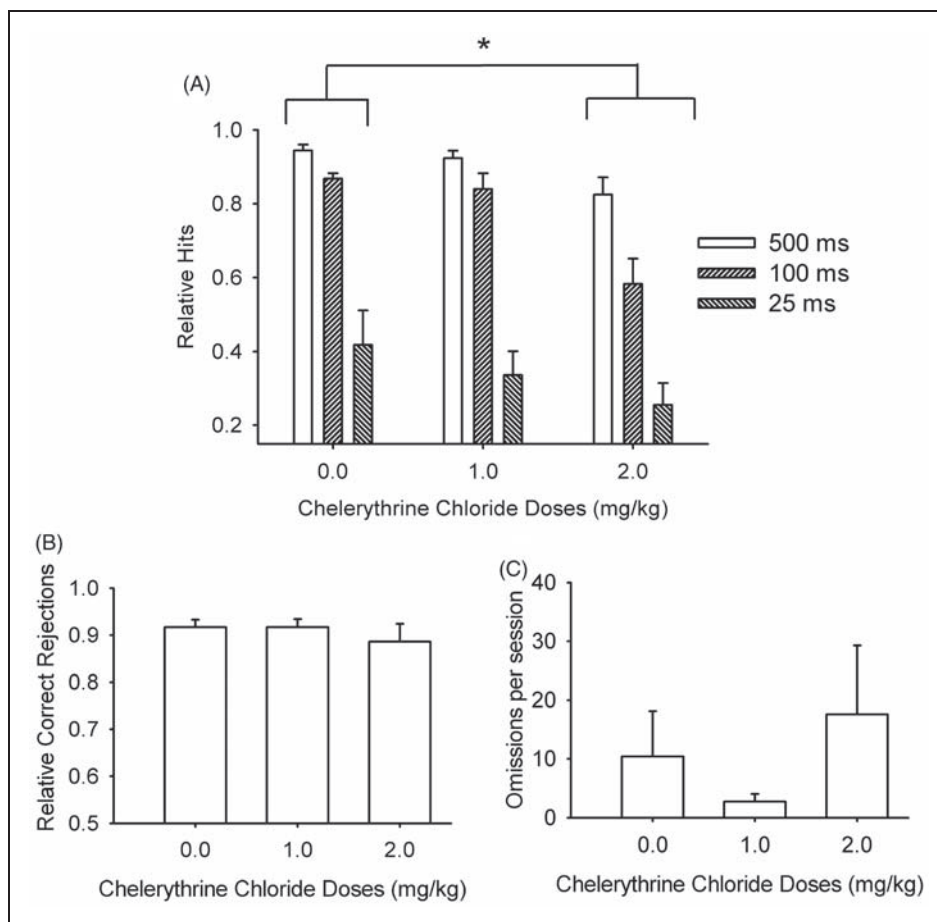 *
(A)
1.0
0.8
0.6
0.4
0.2
Relative Hits
500 ms
100 ms
25 ms
0.0 1.0 2.0
Chelerythrine Chloride Doses (mg/kg)
(B)
1.0
0.9
0.8
0.7
0.6
0.5
Relative Correct Rejections
0.0 1.0 2.0
Chelerythrine Chloride Doses (mg/kg)
(C)
40
30
20
10
0
Omissions per session
0.0 1.0 2.0
Chelerythrine Chloride Doses (mg/kg)